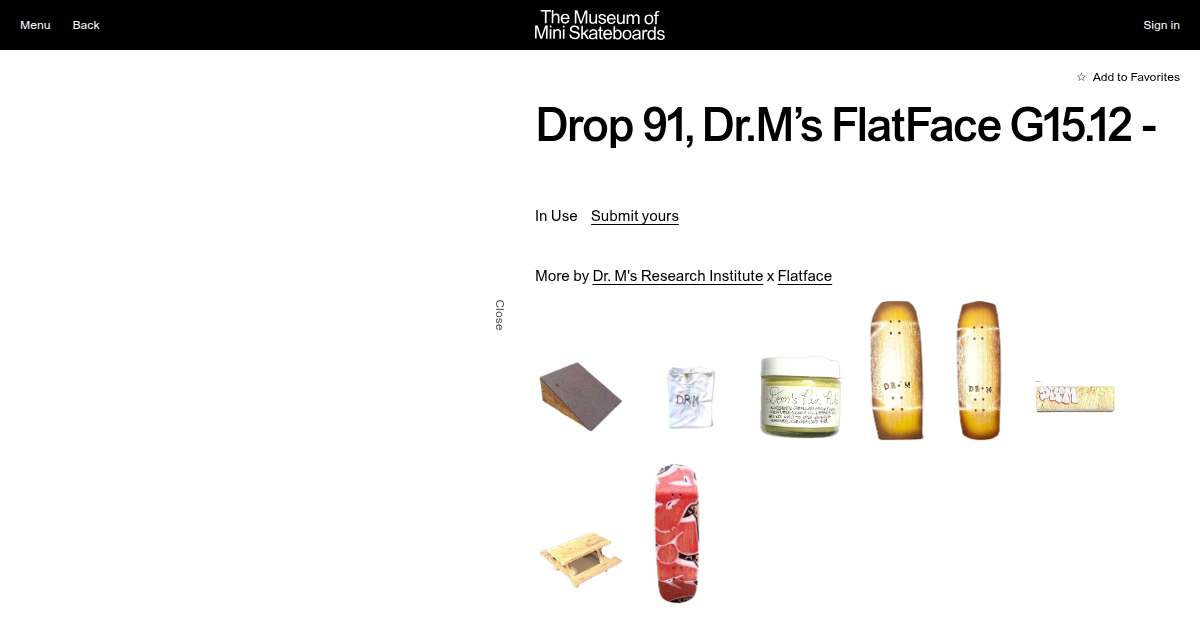 Menu
Back
The Museum of
Mini Skateboards
Sign in
☆ Add to Favorites
Drop 91, Dr.M’s FlatFace G15.12 -
In Use
Submit yours
More by Dr. M's Research Institute x Flatface
Close
DR M
DR M
DR M